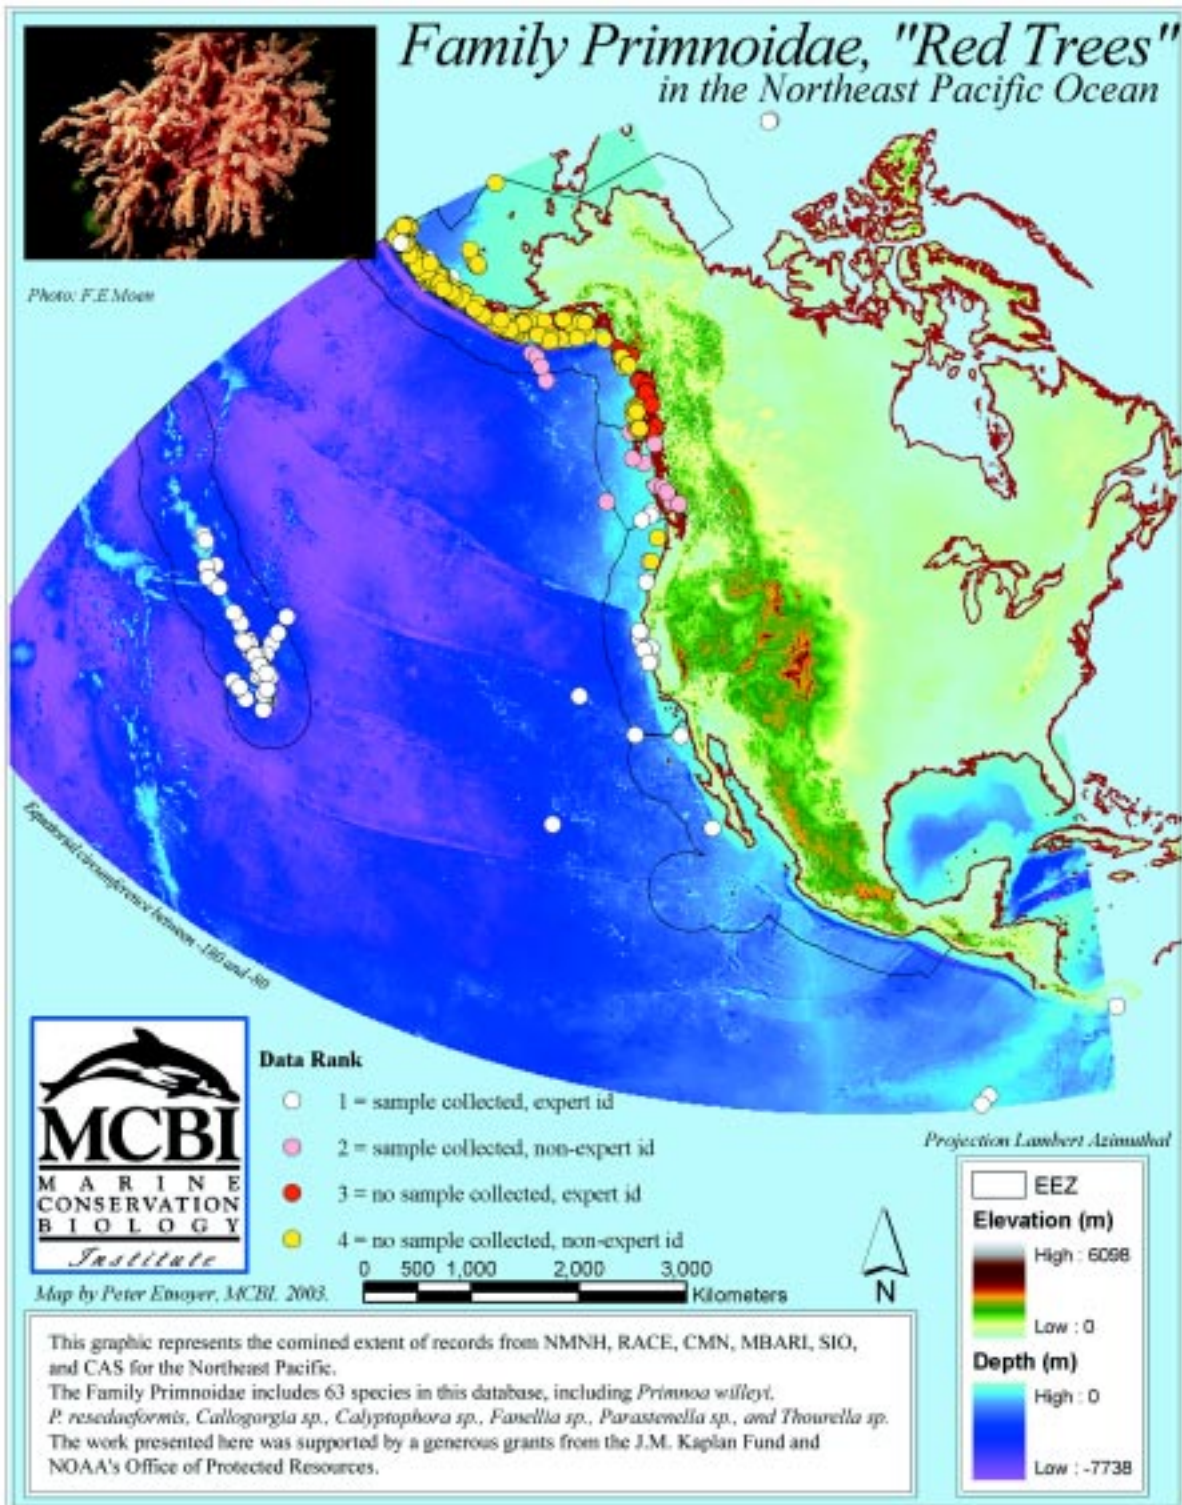 Family Primnoidae, "Red Trees"
in the Northeast Pacific Ocean
Photo: F.E Moen
Equatorial circumference between -180 and -80
MCBI
MARINE
CONSERVATION
BIOLOGY
Institute
Map by Peter Etnoyer, MCBI. 2003.
Data Rank
1 = sample collected, expert id
2 = sample collected, non-expert id
3 = no sample collected, expert id
4 = no sample collected, non-expert id
0 500 1,000 2,000 3,000
Kilometers
N
Projection Lambert Azimuthal
EEZ
Elevation (m)
High : 6098
Low : 0
Depth (m)
High : 0
Low : -7738
This graphic represents the comined extent of records from NMNH, RACE, CMN, MBARI, SIO,
and CAS for the Northeast Pacific.
The Family Primnoidae includes 63 species in this database, including Primnoa willeyi,
P. resedaeformis, Callogorgia sp., Calyptophora sp., Fanellia sp., Parastenella sp., and Thourella sp.
The work presented here was supported by a generous grants from the J.M. Kaplan Fund and
NOAA's Office of Protected Resources.